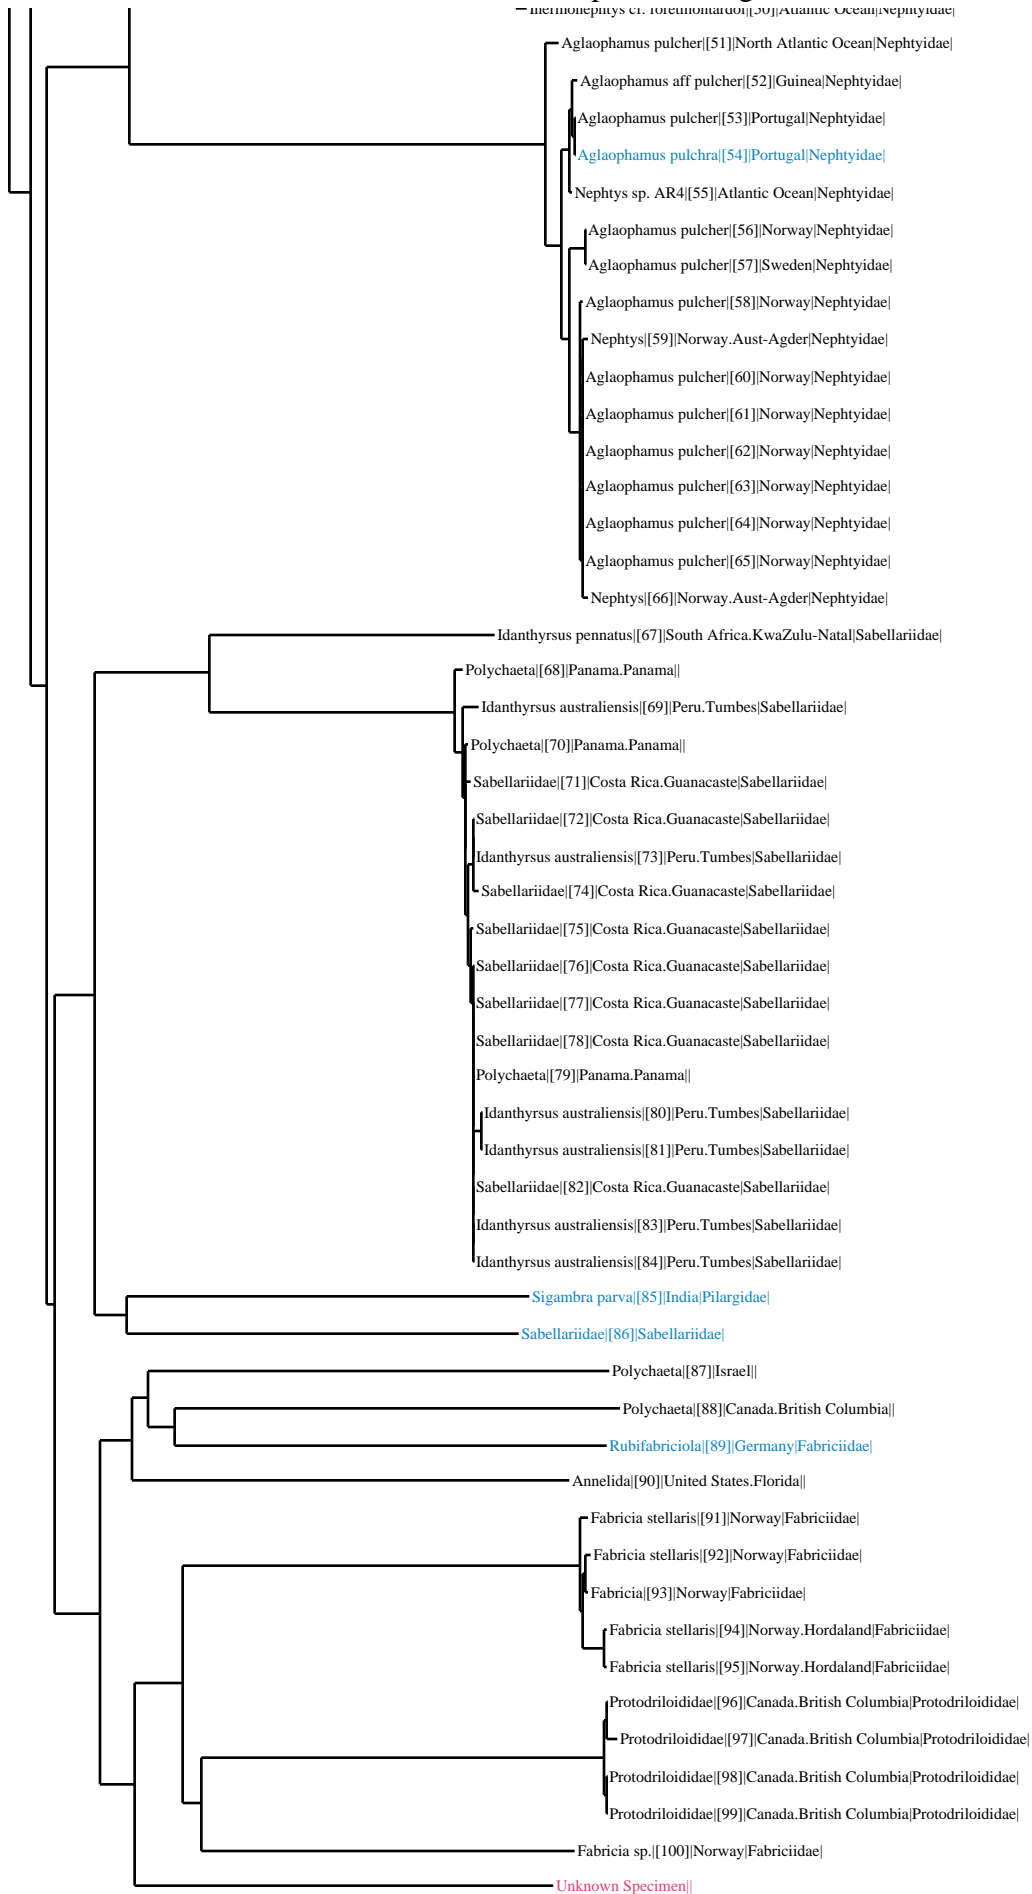 Inermonephtys cf. foretmontardoi|[50]|Atlantic Ocean|Nephtyidae|
Aglaophamus pulcher|[51]|North Atlantic Ocean|Nephtyidae|
Aglaophamus aff pulcher|[52]|Guinea|Nephtyidae|
Aglaophamus pulcher|[53]|Portugal|Nephtyidae|
Aglaophamus pulchra|[54]|Portugal|Nephtyidae|
Nephtys sp. AR4|[55]|Atlantic Ocean|Nephtyidae|
Aglaophamus pulcher|[56]|Norway|Nephtyidae|
Aglaophamus pulcher|[57]|Sweden|Nephtyidae|
Aglaophamus pulcher|[58]|Norway|Nephtyidae|
Nephtys|[59]|Norway.Aust-Agder|Nephtyidae|
Aglaophamus pulcher|[60]|Norway|Nephtyidae|
Aglaophamus pulcher|[61]|Norway|Nephtyidae|
Aglaophamus pulcher|[62]|Norway|Nephtyidae|
Aglaophamus pulcher|[63]|Norway|Nephtyidae|
Aglaophamus pulcher|[64]|Norway|Nephtyidae|
Aglaophamus pulcher|[65]|Norway|Nephtyidae|
Nephtys|[66]|Norway.Aust-Agder|Nephtyidae|
Idanthyrsus pennatus|[67]|South Africa.KwaZulu-Natal|Sabellariidae|
Polychaeta|[68]|Panama.Panama||
Idanthyrsus australiensis|[69]|Peru.Tumbes|Sabellariidae|
Polychaeta|[70]|Panama.Panama||
Sabellariidae|[71]|Costa Rica.Guanacaste|Sabellariidae|
Sabellariidae|[72]|Costa Rica.Guanacaste|Sabellariidae|
Idanthyrsus australiensis|[73]|Peru.Tumbes|Sabellariidae|
Sabellariidae|[74]|Costa Rica.Guanacaste|Sabellariidae|
Sabellariidae|[75]|Costa Rica.Guanacaste|Sabellariidae|
Sabellariidae|[76]|Costa Rica.Guanacaste|Sabellariidae|
Sabellariidae|[77]|Costa Rica.Guanacaste|Sabellariidae|
Sabellariidae|[78]|Costa Rica.Guanacaste|Sabellariidae|
Polychaeta|[79]|Panama.Panama||
Idanthyrsus australiensis|[80]|Peru.Tumbes|Sabellariidae|
Idanthyrsus australiensis|[81]|Peru.Tumbes|Sabellariidae|
Sabellariidae|[82]|Costa Rica.Guanacaste|Sabellariidae|
Idanthyrsus australiensis|[83]|Peru.Tumbes|Sabellariidae|
Idanthyrsus australiensis|[84]|Peru.Tumbes|Sabellariidae|
Sigambra parva|[85]|India|Pilargidae|
Sabellariidae|[86]|Sabellariidae|
Polychaeta|[87]|Israel||
Polychaeta|[88]|Canada.British Columbia||
Rubifabriciola|[89]|Germany|Fabriciidae|
Annelida|[90]|United States.Florida||
Fabricia stellaris|[91]|Norway|Fabriciidae|
Fabricia stellaris|[92]|Norway|Fabriciidae|
Fabricia|[93]|Norway|Fabriciidae|
Fabricia stellaris|[94]|Norway.Hordaland|Fabriciidae|
Fabricia stellaris|[95]|Norway.Hordaland|Fabriciidae|
Protodriloididae|[96]|Canada.British Columbia|Protodriloididae|
Protodriloididae|[97]|Canada.British Columbia|Protodriloididae|
Protodriloididae|[98]|Canada.British Columbia|Protodriloididae|
Protodriloididae|[99]|Canada.British Columbia|Protodriloididae|
Fabricia sp.|[100]|Norway|Fabriciidae|
Unknown Specimen||